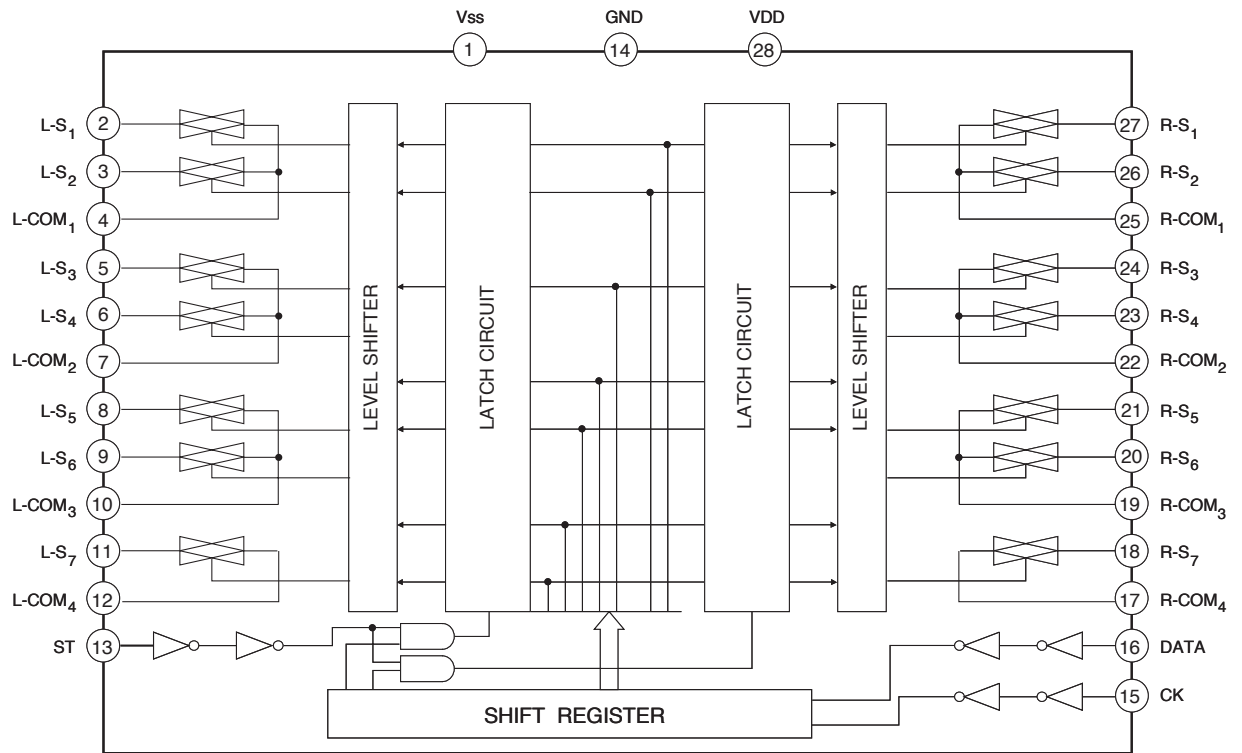 Vss GND VDD
1 14 28
L-S1 2
L-S2 3
L-COM1 4
L-S3 5
L-S4 6
L-COM2 7
L-S5 8
L-S6 9
L-COM3 10
L-S7 11
L-COM4 12
ST 13
LEVEL SHIFTER
LATCH CIRCUIT
LATCH CIRCUIT
LEVEL SHIFTER
27 R-S1
26 R-S2
25 R-COM1
24 R-S3
23 R-S4
22 R-COM2
21 R-S5
20 R-S6
19 R-COM3
18 R-S7
17 R-COM4
16 DATA
15 CK
SHIFT REGISTER